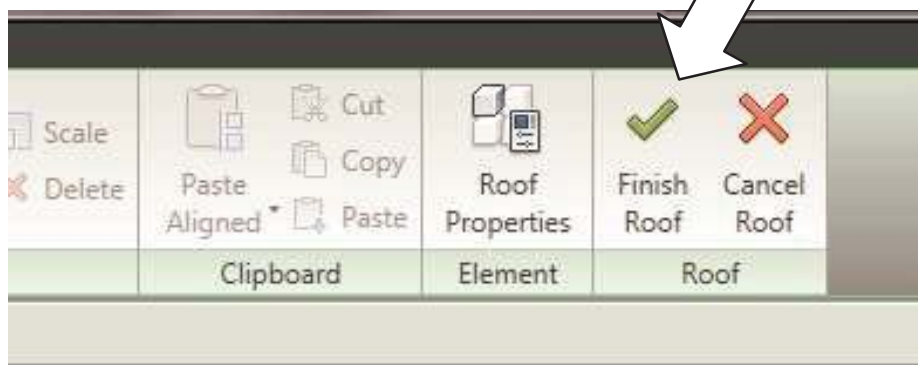 Scale
Delete
Paste
Aligned
Cut
Copy
Paste
Clipboard
Roof
Properties
Element
Finish
Roof
Cancel
Roof
Roof